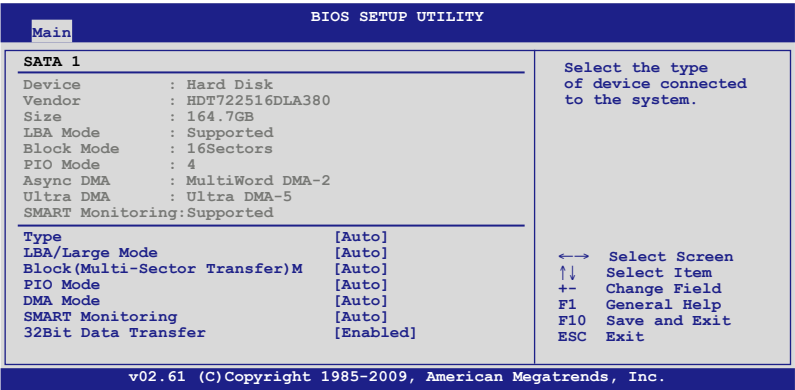 BIOS SETUP UTILITY
Main
SATA 1
Device : Hard Disk
Vendor : HDT722516DLA380
Size : 164.7GB
LBA Mode : Supported
Block Mode : 16Sectors
PIO Mode : 4
Async DMA : MultiWord DMA-2
Ultra DMA : Ultra DMA-5
SMART Monitoring:Supported
Type [Auto]
LBA/Large Mode [Auto]
Block(Multi-Sector Transfer)M [Auto]
PIO Mode [Auto]
DMA Mode [Auto]
SMART Monitoring [Auto]
32Bit Data Transfer [Enabled]
Select the type
of device connected
to the system.
←→ Select Screen
↑↓ Select Item
+- Change Field
F1 General Help
F10 Save and Exit
ESC Exit
v02.61 (C)Copyright 1985-2009, American Megatrends, Inc.